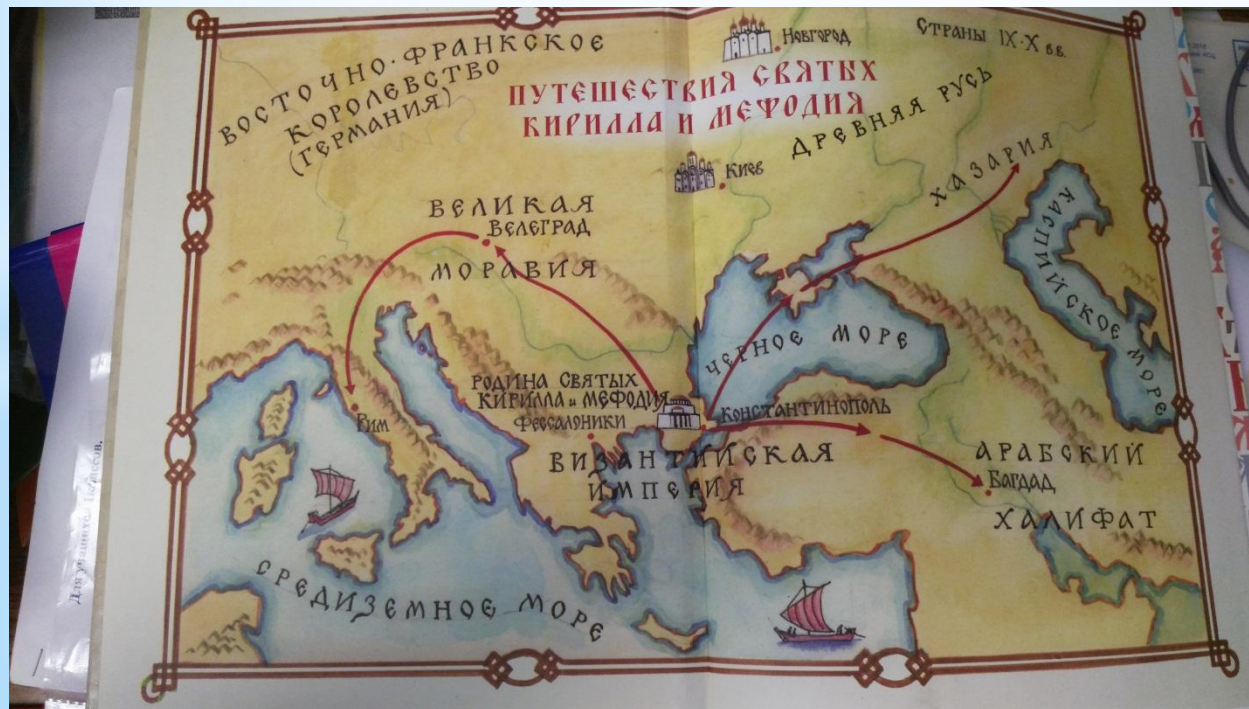 ВОСТОЧНО-ФРАНКСКОЕ
КОРОЛЕВСТВО
(ГЕРМАНИЯ)
НОВГОРОД
СТРАНЫ IX-X в.в.
ПУТЕШЕСТВИЯ СВЯТЫХ
КИРИЛЛА И МЕФОДИЯ
ДРЕВНЯЯ РУСЬ
КИЕВ
ХАЗАРИЯ
ВЕЛИКАЯ
ВЕЛЕГРАД
МОРАВИЯ
КАСПИЙСКОЕ МОРЕ
ЧЕРНОЕ МОРЕ
РОДИНА СВЯТЫХ
КИРИЛЛА и МЕФОДИЯ
ФЕССАЛОНИКИ
РИМ
КОНСТАНТИНОПОЛЬ
ВИЗАНТИЙСКАЯ
ИМПЕРИЯ
АРАБСКИЙ
БАГДАД
ХАЛИФАТ
СРЕДИЗЕМНОЕ МОРЕ